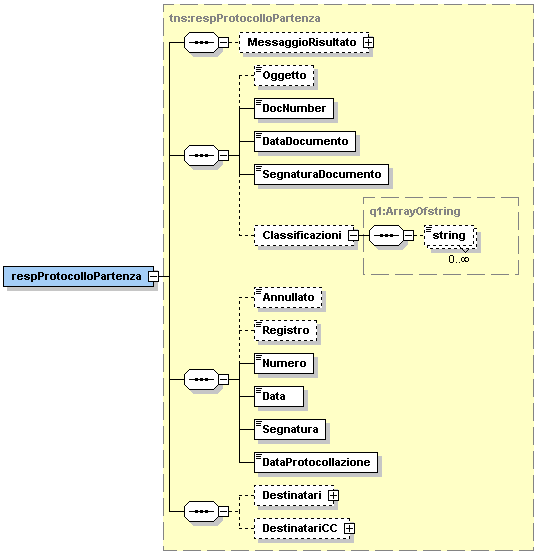 tns:respProtocolloPartenza
MessaggioRisultato
Oggetto
DocNumber
DataDocumento
SegnaturaDocumento
q1:ArrayOfstring
Classificazioni
string
0..∞
respProtocolloPartenza
Annullato
Registro
Numero
Data
Segnatura
DataProtocollazione
Destinatari
DestinatariCC